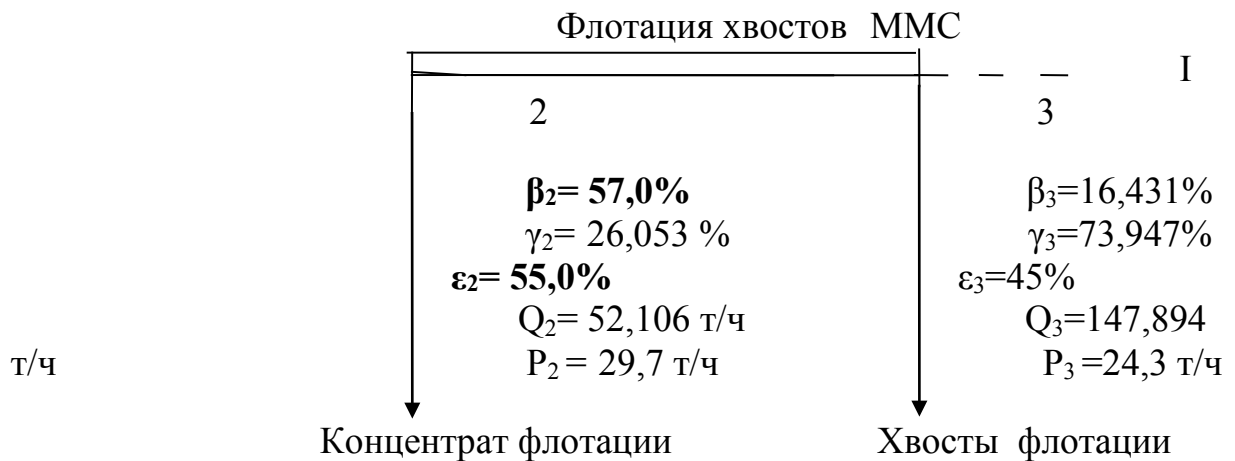 Флотация хвостов ММС
I
2 3
β₂= 57,0% β₃=16,431%
γ₂= 26,053 % γ₃=73,947%
ε₂= 55,0% ε₃=45%
Q₂= 52,106 т/ч Q₃=147,894
т/ч P₂ = 29,7 т/ч P₃ =24,3 т/ч
Концентрат флотации Хвосты флотации